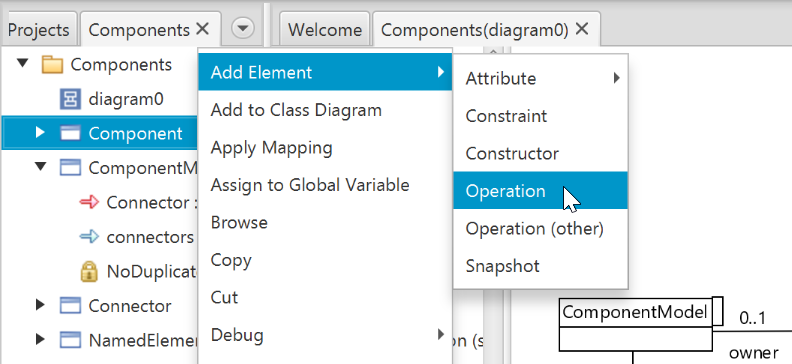 Projects
Components
Welcome
Components(diagram0)
Components
diagram0
Component
ComponentM
Connector :
connectors
NoDuplicat
Connector
NamedElemen
on (s
Add Element
Add to Class Diagram
Apply Mapping
Assign to Global Variable
Browse
Copy
Cut
Debug
Attribute
Constraint
Constructor
Operation
Operation (other)
Snapshot
ComponentModel
0..1
owner